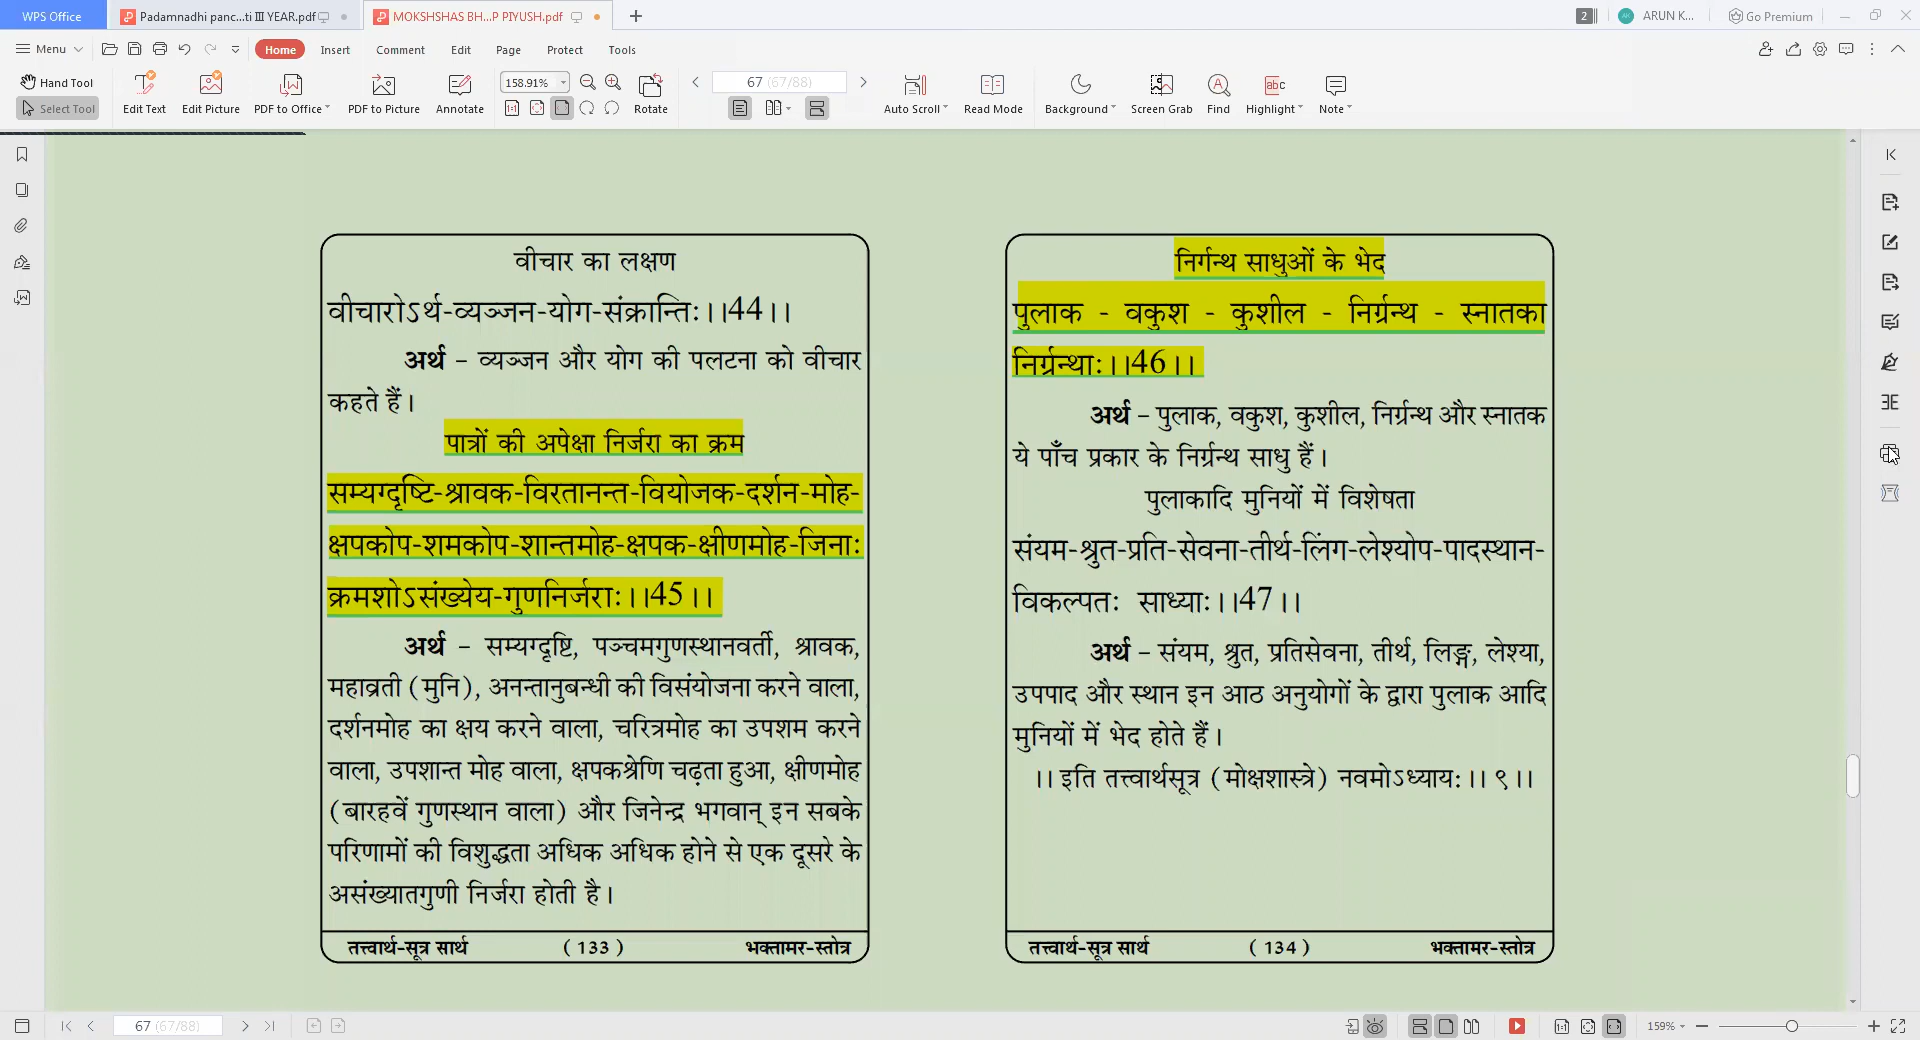 WPS Office
Padamnadhi panc...ti III YEAR.pdf
MOKSHSHAS BH...P PIYUSH.pdf
2
ARUN K...
Go Premium
Menu
Home
Insert
Comment
Edit
Page
Protect
Tools
Hand Tool
Select Tool
Edit Text
Edit Picture
PDF to Office
PDF to Picture
Annotate
158.91%
Rotate
67 (67/88)
Auto Scroll
Read Mode
Background
Screen Grab
Find
Highlight
Note
वीचार का लक्षण
वीचारोऽर्थ-व्यञ्जन-योग-संक्रान्तिः।।44।।
अर्थ – व्यञ्जन और योग की पलटना को वीचार
कहते हैं।
पात्रों की अपेक्षा निर्जरा का क्रम
सम्यग्दृष्टि-श्रावक-विरतानन्त-वियोजक-दर्शन-मोह-
क्षपकोप-शमकोप-शान्तमोह-क्षपक-क्षीणमोह-जिनाः
क्रमशोऽसंख्येय-गुणनिर्जराः।।45।।
अर्थ – सम्यग्दृष्टि, पञ्चमगुणस्थानवर्ती, श्रावक,
महाव्रती (मुनि), अनन्तानुबन्धी की विसंयोजना करने वाला,
दर्शनमोह का क्षय करने वाला, चरित्रमोह का उपशम करने
वाला, उपशान्त मोह वाला, क्षपकश्रेणि चढ़ता हुआ, क्षीणमोह
(बारहवें गुणस्थान वाला) और जिनेन्द्र भगवान् इन सबके
परिणामों की विशुद्धता अधिक अधिक होने से एक दूसरे के
असंख्यातगुणी निर्जरा होती है।
तत्त्वार्थ-सूत्र सार्थ (133) भक्तामर-स्तोत्र
निर्गन्थ साधुओं के भेद
पुलाक - वकुश - कुशील - निर्ग्रन्थ - स्नातका
निर्ग्रन्थाः।।46।।
अर्थ – पुलाक, वकुश, कुशील, निर्ग्रन्थ और स्नातक
ये पाँच प्रकार के निर्ग्रन्थ साधु हैं।
पुलाकादि मुनियों में विशेषता
संयम-श्रुत-प्रति-सेवना-तीर्थ-लिंग-लेश्योप-पादस्थान-
विकल्पतः साध्याः।।47।।
अर्थ – संयम, श्रुत, प्रतिसेवना, तीर्थ, लिङ्ग, लेश्या,
उपपाद और स्थान इन आठ अनुयोगों के द्वारा पुलाक आदि
मुनियों में भेद होते हैं।
।। इति तत्त्वार्थसूत्र (मोक्षशास्त्रे) नवमोऽध्यायः।। ९।।
तत्त्वार्थ-सूत्र सार्थ (134) भक्तामर-स्तोत्र
67 (67/88)
159%